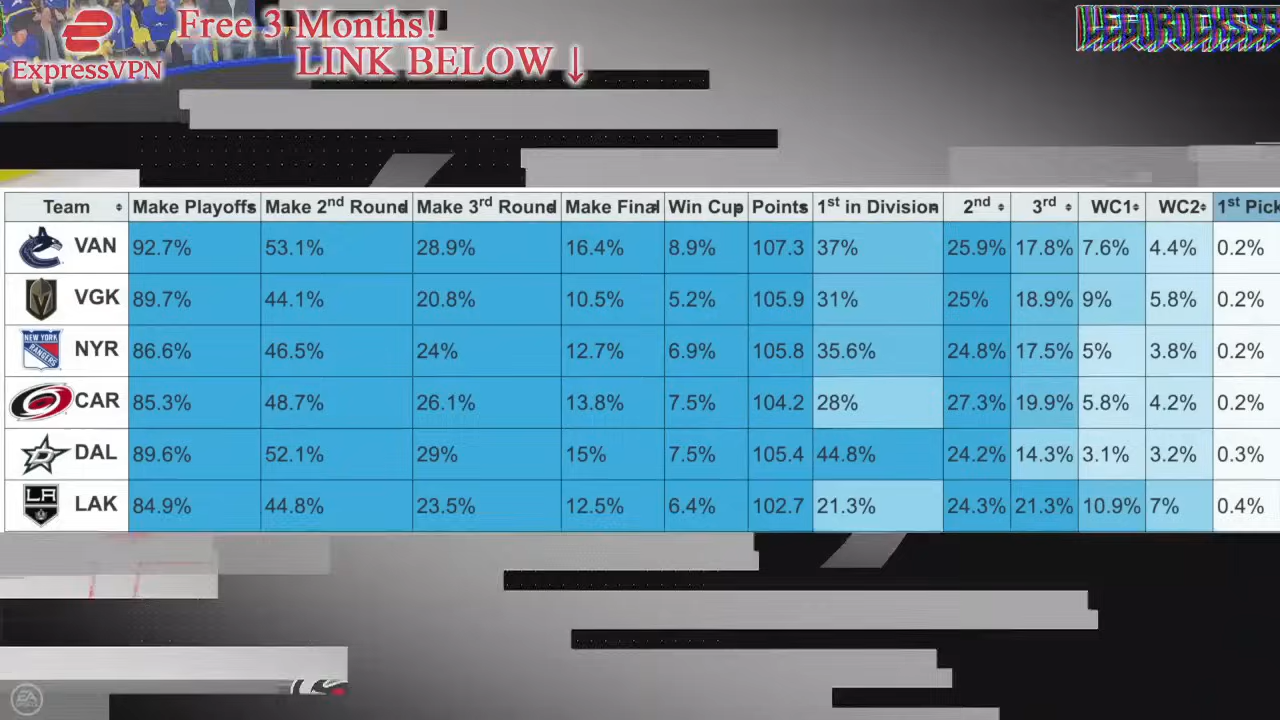 Free 3 Months!
ExpressVPN LINK BELOW ↓
LEFORTEKS99
Team Make Playoffs Make 2nd Round Make 3rd Round Make Final Win Cup Points 1st in Division 2nd 3rd WC1 WC2 1st Pick
VAN 92.7% 53.1% 28.9% 16.4% 8.9% 107.3 37% 25.9% 17.8% 7.6% 4.4% 0.2%
VGK 89.7% 44.1% 20.8% 10.5% 5.2% 105.9 31% 25% 18.9% 9% 5.8% 0.2%
NEW YORK RANGERS NYR 86.6% 46.5% 24% 12.7% 6.9% 105.8 35.6% 24.8% 17.5% 5% 3.8% 0.2%
CAR 85.3% 48.7% 26.1% 13.8% 7.5% 104.2 28% 27.3% 19.9% 5.8% 4.2% 0.2%
DAL 89.6% 52.1% 29% 15% 7.5% 105.4 44.8% 24.2% 14.3% 3.1% 3.2% 0.3%
LA LAK 84.9% 44.8% 23.5% 12.5% 6.4% 102.7 21.3% 24.3% 21.3% 10.9% 7% 0.4%
EA SPORTS